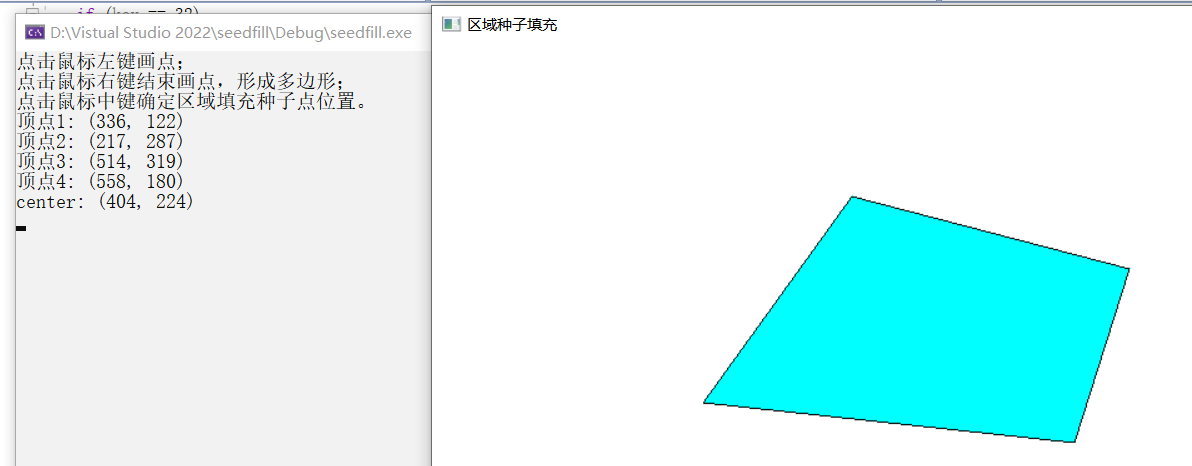 if (key == 32)
D:\Vistual Studio 2022\seedfill\Debug\seedfill.exe
区域种子填充
点击鼠标左键画点;
点击鼠标右键结束画点，形成多边形;
点击鼠标中键确定区域填充种子点位置。
顶点1: (336, 122)
顶点2: (217, 287)
顶点3: (514, 319)
顶点4: (558, 180)
center: (404, 224)